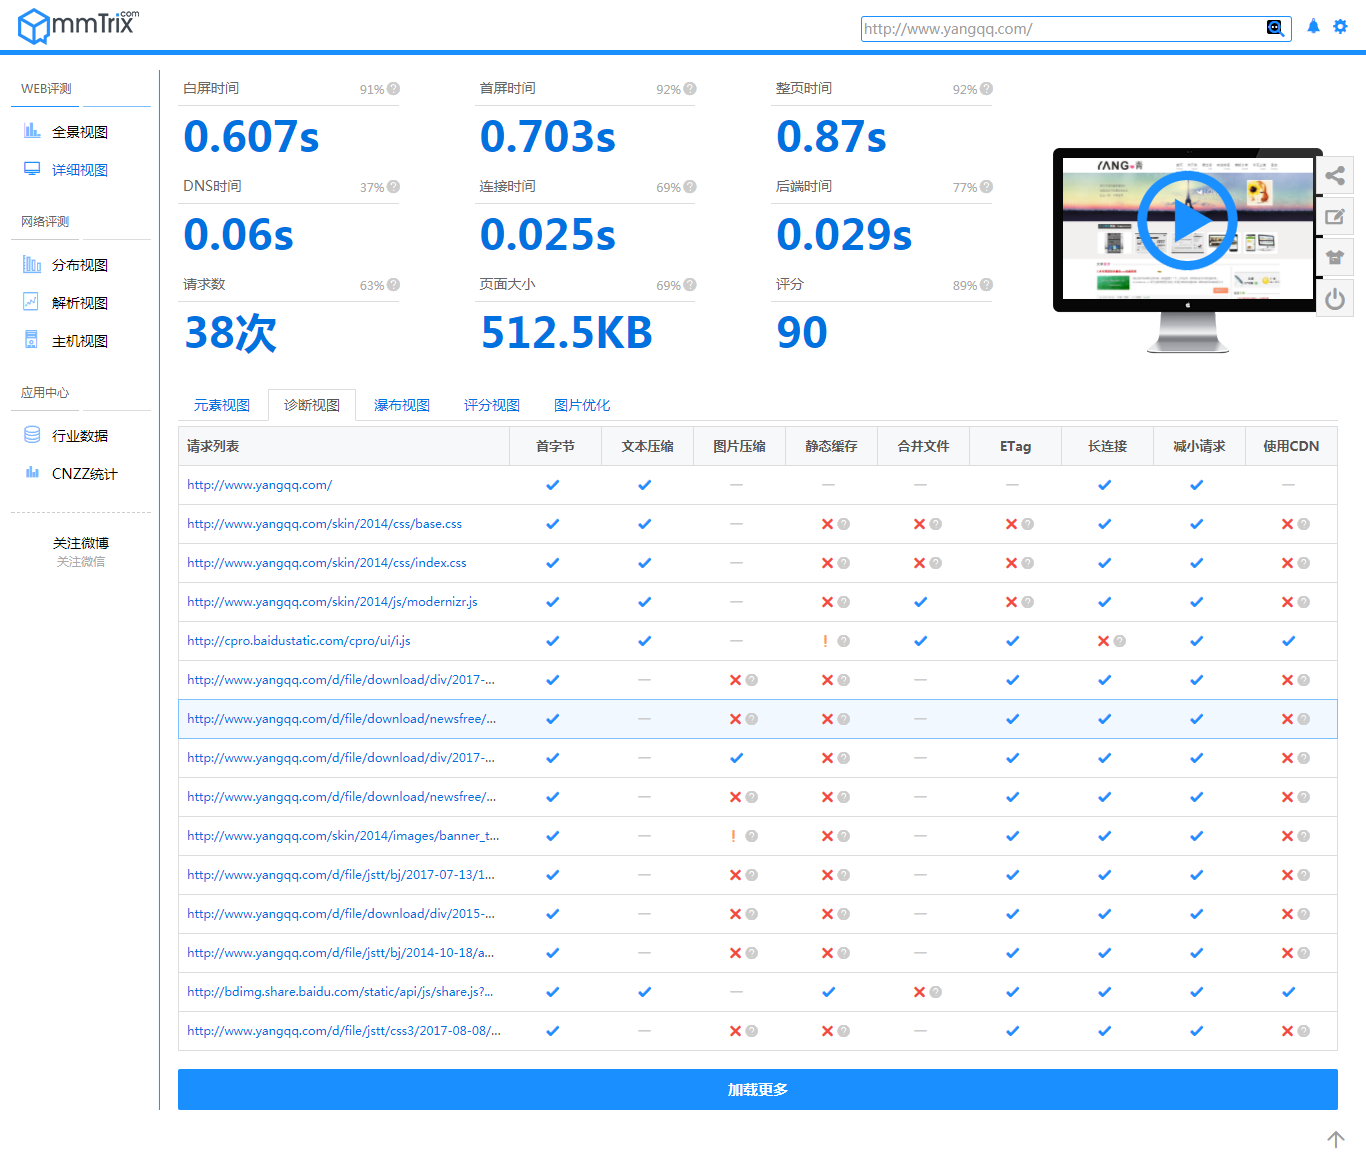 mmTrix.com
http://www.yangqq.com/
WEB评测
全景视图
详细视图
网络评测
分布视图
解析视图
主机视图
应用中心
行业数据
CNZZ统计
关注微博
关注微信
白屏时间 91% ?
0.607s
首屏时间 92% ?
0.703s
整页时间 92% ?
0.87s
DNS时间 37% ?
0.06s
连接时间 69% ?
0.025s
后端时间 77% ?
0.029s
请求数 63% ?
38次
页面大小 69% ?
512.5KB
评分 89% ?
90
YANG
元素视图 诊断视图 瀑布视图 评分视图 图片优化
请求列表 首字节 文本压缩 图片压缩 静态缓存 合并文件 ETag 长连接 减小请求 使用CDN
http://www.yangqq.com/
http://www.yangqq.com/skin/2014/css/base.css
http://www.yangqq.com/skin/2014/css/index.css
http://www.yangqq.com/skin/2014/js/modernizr.js
http://cpro.baidustatic.com/cpro/ui/i.js
http://www.yangqq.com/d/file/download/div/2017-...
http://www.yangqq.com/d/file/download/newsfree/...
http://www.yangqq.com/d/file/download/div/2017-...
http://www.yangqq.com/d/file/download/newsfree/...
http://www.yangqq.com/skin/2014/images/banner_t...
http://www.yangqq.com/d/file/jstt/bj/2017-07-13/1...
http://www.yangqq.com/d/file/download/div/2015-...
http://www.yangqq.com/d/file/jstt/bj/2014-10-18/a...
http://bdimg.share.baidu.com/static/api/js/share.js?...
http://www.yangqq.com/d/file/jstt/css3/2017-08-08/...
加载更多